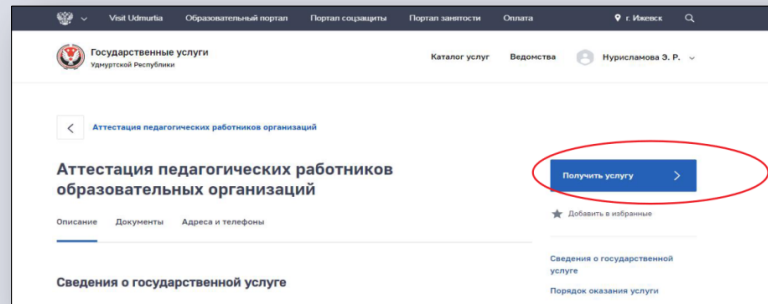 Visit Udmurtia Образовательный портал Портал соцзащиты Портал занятости Оплата г. Ижевск
Государственные услуги
Удмуртской Республики
Каталог услуг Ведомства Нурисламова Э. Р.
Аттестация педагогических работников организаций
Аттестация педагогических работников
образовательных организаций
Получить услугу
Добавить в избранные
Описание Документы Адреса и телефоны
Сведения о государственной
услуге
Сведения о государственной услуге
Порядок оказания услуги